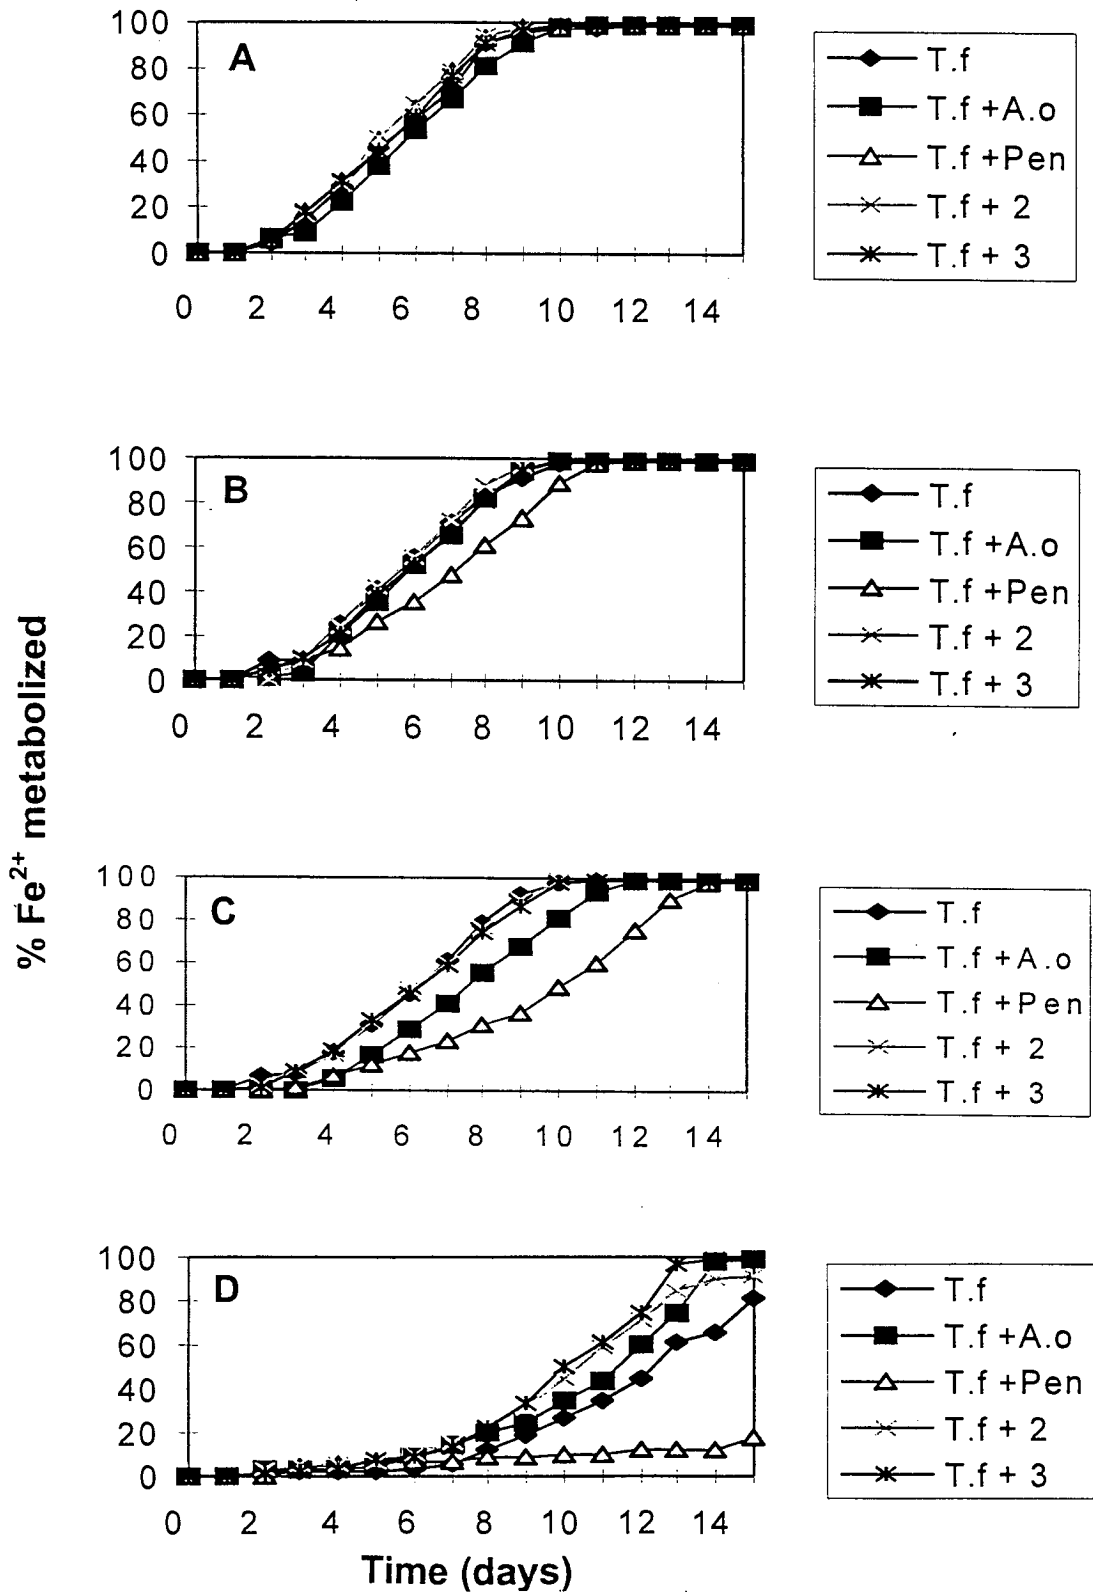 % Fe2+ metabolized
A
100
80
60
40
20
0
0 2 4 6 8 10 12 14
T.f
T.f +A.o
T.f +Pen
T.f + 2
T.f + 3
B
100
80
60
40
20
0
0 2 4 6 8 10 12 14
T.f
T.f +A.o
T.f +Pen
T.f + 2
T.f + 3
C
100
80
60
40
20
0
0 2 4 6 8 10 12 14
T.f
T.f +A.o
T.f +Pen
T.f + 2
T.f + 3
D
100
80
60
40
20
0
0 2 4 6 8 10 12 14
T.f
T.f +A.o
T.f +Pen
T.f + 2
T.f + 3
Time (days)